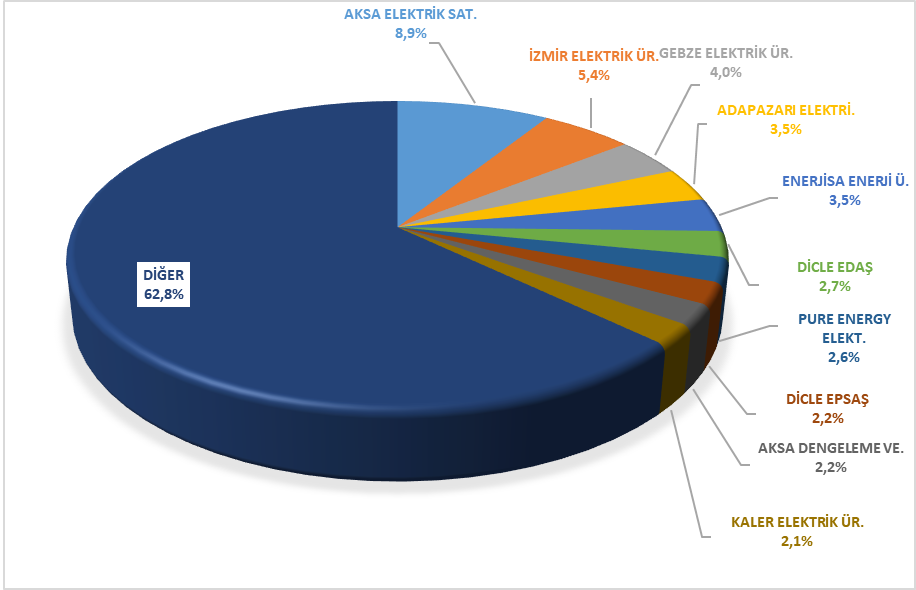 AKSA ELEKTRİK SAT.
8,9%
İZMİR ELEKTRİK ÜR.
5,4%
GEBZE ELEKTRİK ÜR.
4,0%
ADAPAZARI ELEKTRİ.
3,5%
ENERJİSA ENERJİ Ü.
3,5%
DİCLE EDAŞ
2,7%
PURE ENERGY
ELEKT.
2,6%
DİCLE EPSAŞ
2,2%
AKSA DENGELEME VE.
2,2%
KALER ELEKTRİK ÜR.
2,1%
DİĞER
62,8%